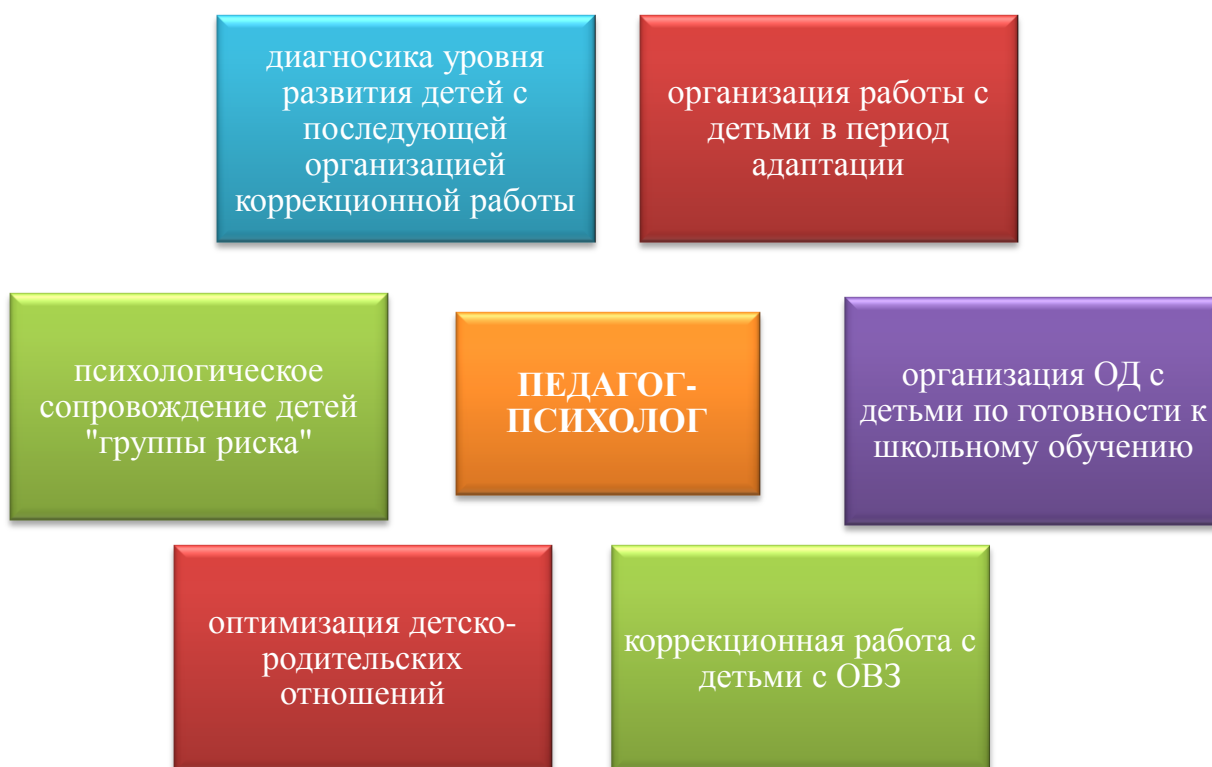 диагносика уровня
развития детей с
последующей
организацией
коррекционной работы
организация работы с
детьми в период
адаптации
психологическое
сопровождение детей
"группы риска"
ПЕДАГОГ-
ПСИХОЛОГ
организация ОД с
детьми по готовности к
школьному обучению
оптимизация детско-
родительских
отношений
коррекционная работа с
детьми с ОВЗ